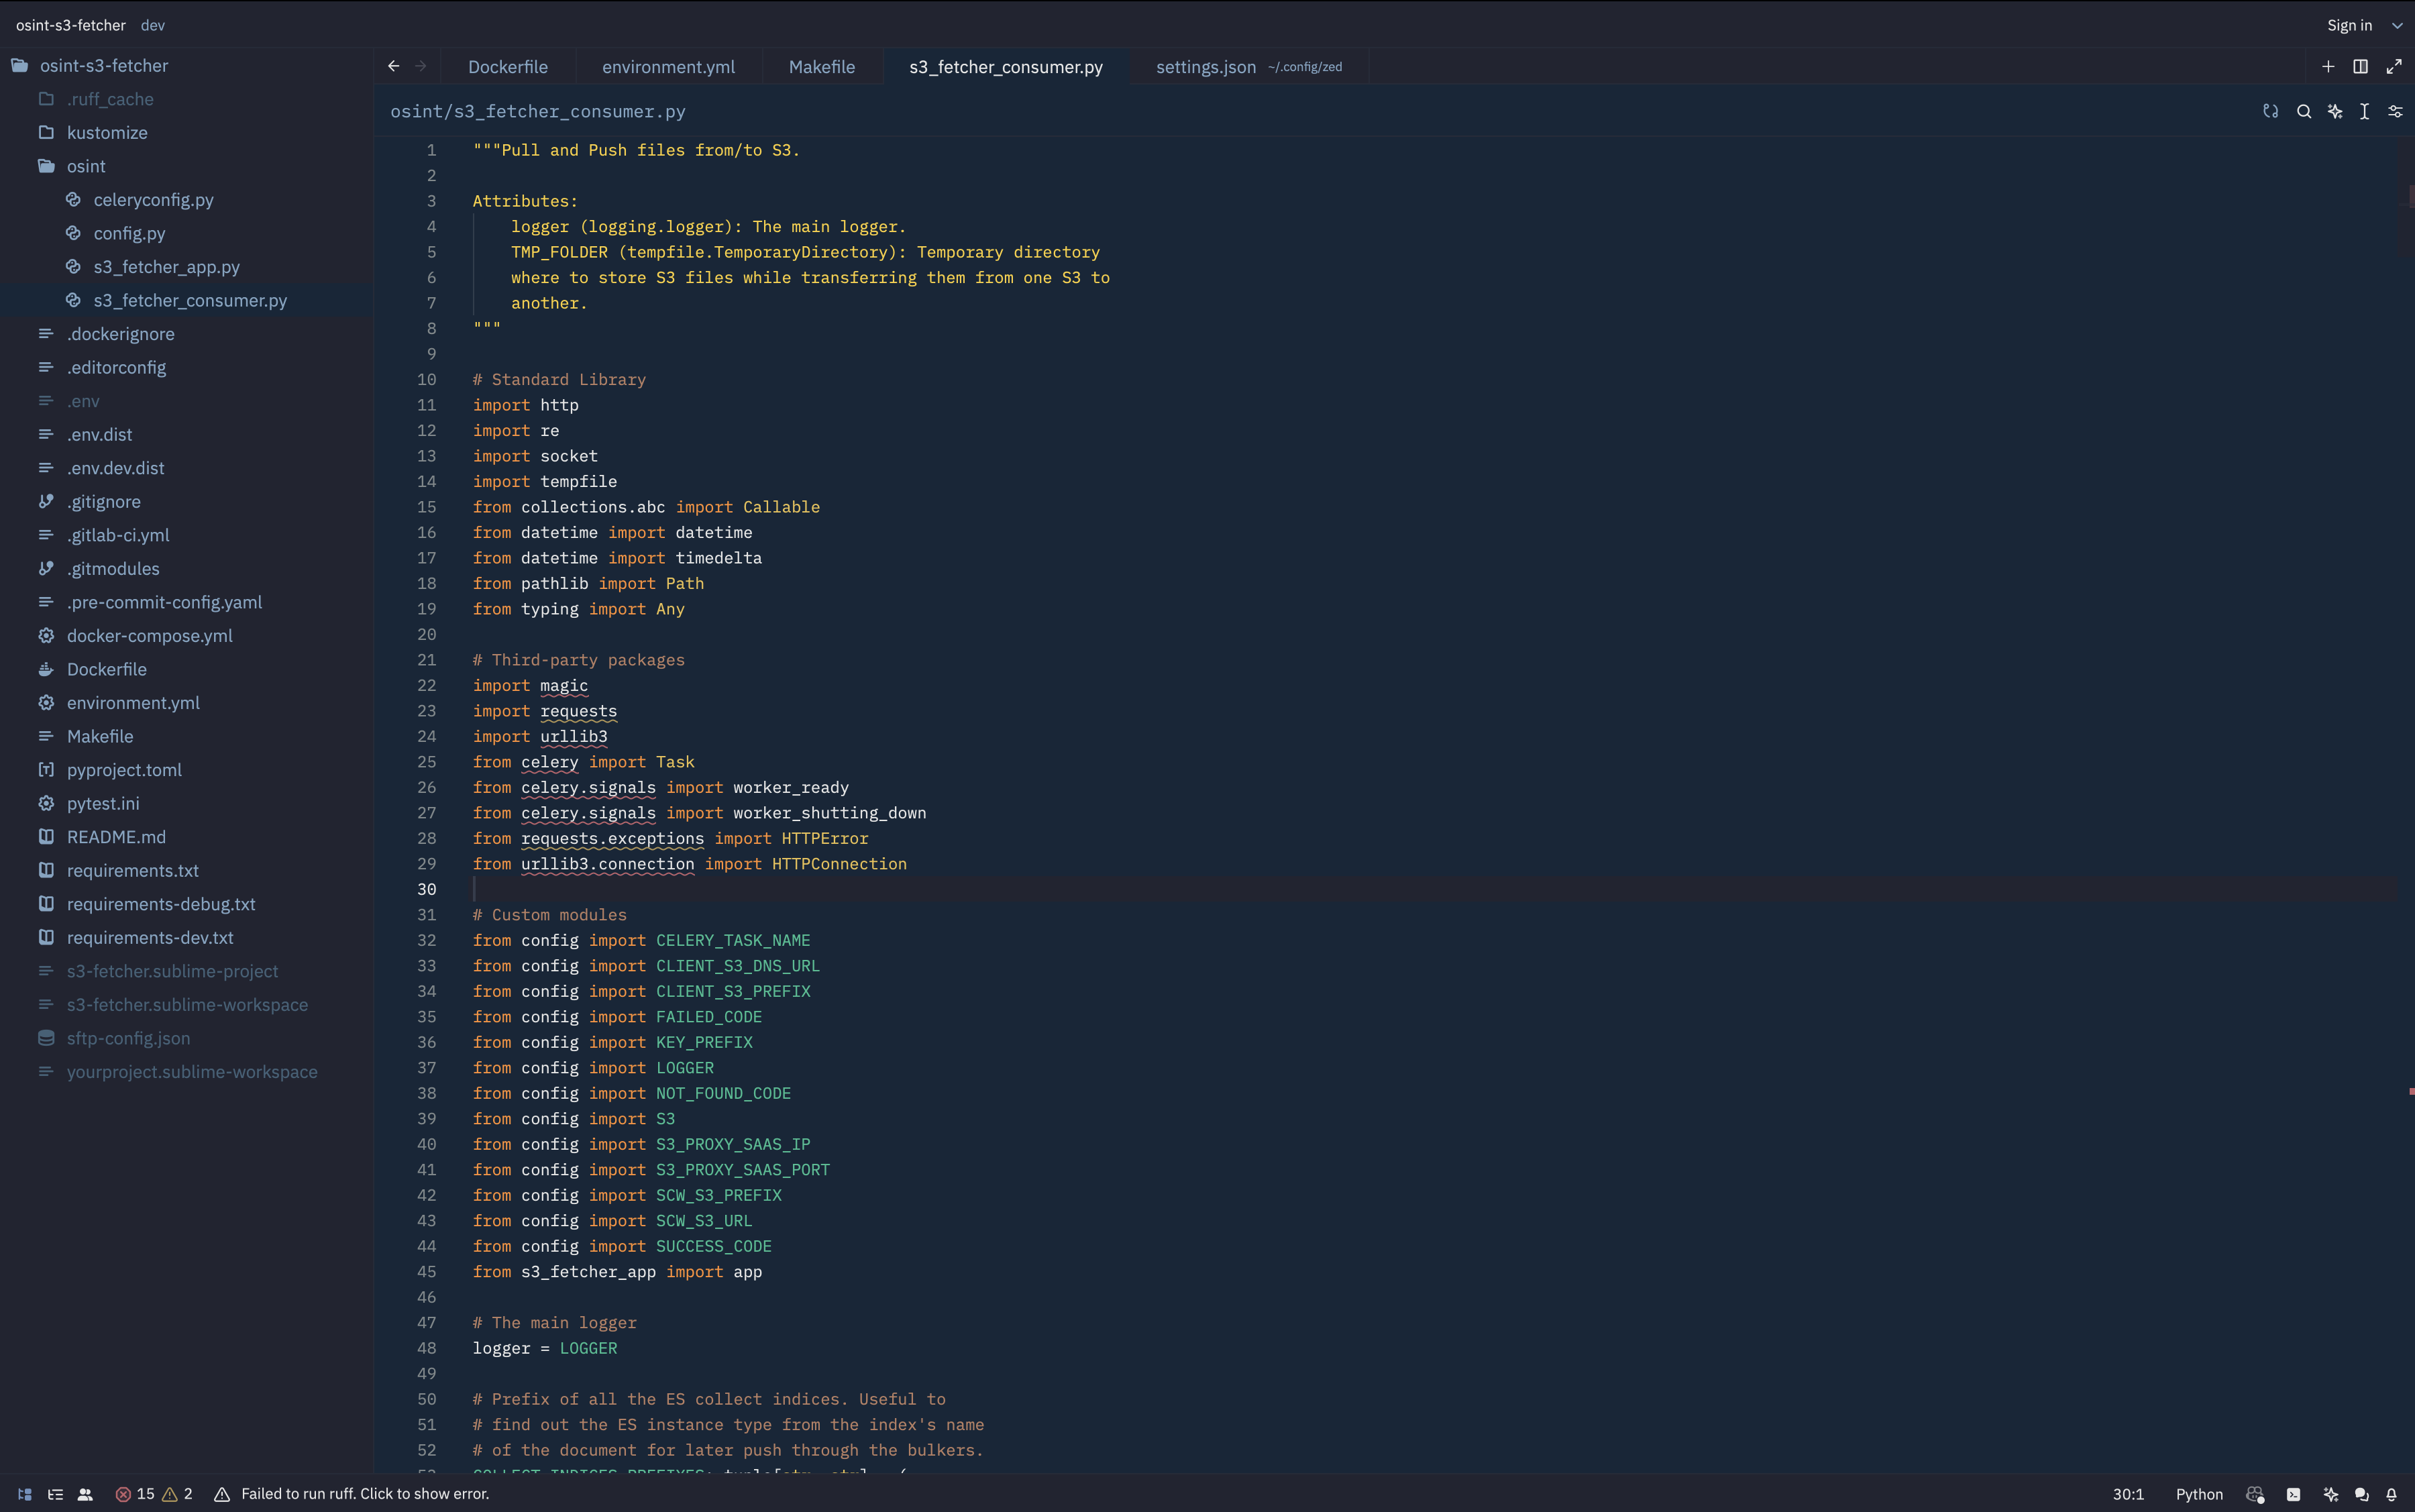 osint-s3-fetcher dev
Sign in
osint-s3-fetcher
.ruff_cache
kustomize
osint
celeryconfig.py
config.py
s3_fetcher_app.py
s3_fetcher_consumer.py
.dockerignore
.editorconfig
.env
.env.dist
.env.dev.dist
.gitignore
.gitlab-ci.yml
.gitmodules
.pre-commit-config.yaml
docker-compose.yml
Dockerfile
environment.yml
Makefile
pyproject.toml
pytest.ini
README.md
requirements.txt
requirements-debug.txt
requirements-dev.txt
s3-fetcher.sublime-project
s3-fetcher.sublime-workspace
sftp-config.json
yourproject.sublime-workspace
Dockerfile environment.yml Makefile s3_fetcher_consumer.py settings.json ~/.config/zed
osint/s3_fetcher_consumer.py
1 """Pull and Push files from/to S3.
2
3 Attributes:
4 logger (logging.logger): The main logger.
5 TMP_FOLDER (tempfile.TemporaryDirectory): Temporary directory
6 where to store S3 files while transferring them from one S3 to
7 another.
8 """
9
10 # Standard Library
11 import http
12 import re
13 import socket
14 import tempfile
15 from collections.abc import Callable
16 from datetime import datetime
17 from datetime import timedelta
18 from pathlib import Path
19 from typing import Any
20
21 # Third-party packages
22 import magic
23 import requests
24 import urllib3
25 from celery import Task
26 from celery.signals import worker_ready
27 from celery.signals import worker_shutting_down
28 from requests.exceptions import HTTPError
29 from urllib3.connection import HTTPConnection
30
31 # Custom modules
32 from config import CELERY_TASK_NAME
33 from config import CLIENT_S3_DNS_URL
34 from config import CLIENT_S3_PREFIX
35 from config import FAILED_CODE
36 from config import KEY_PREFIX
37 from config import LOGGER
38 from config import NOT_FOUND_CODE
39 from config import S3
40 from config import S3_PROXY_SAAS_IP
41 from config import S3_PROXY_SAAS_PORT
42 from config import SCW_S3_PREFIX
43 from config import SCW_S3_URL
44 from config import SUCCESS_CODE
45 from s3_fetcher_app import app
46
47 # The main logger
48 logger = LOGGER
49
50 # Prefix of all the ES collect indices. Useful to
51 # find out the ES instance type from the index's name
52 # of the document for later push through the bulkers.
15 2 Failed to run ruff. Click to show error.
30:1 Python